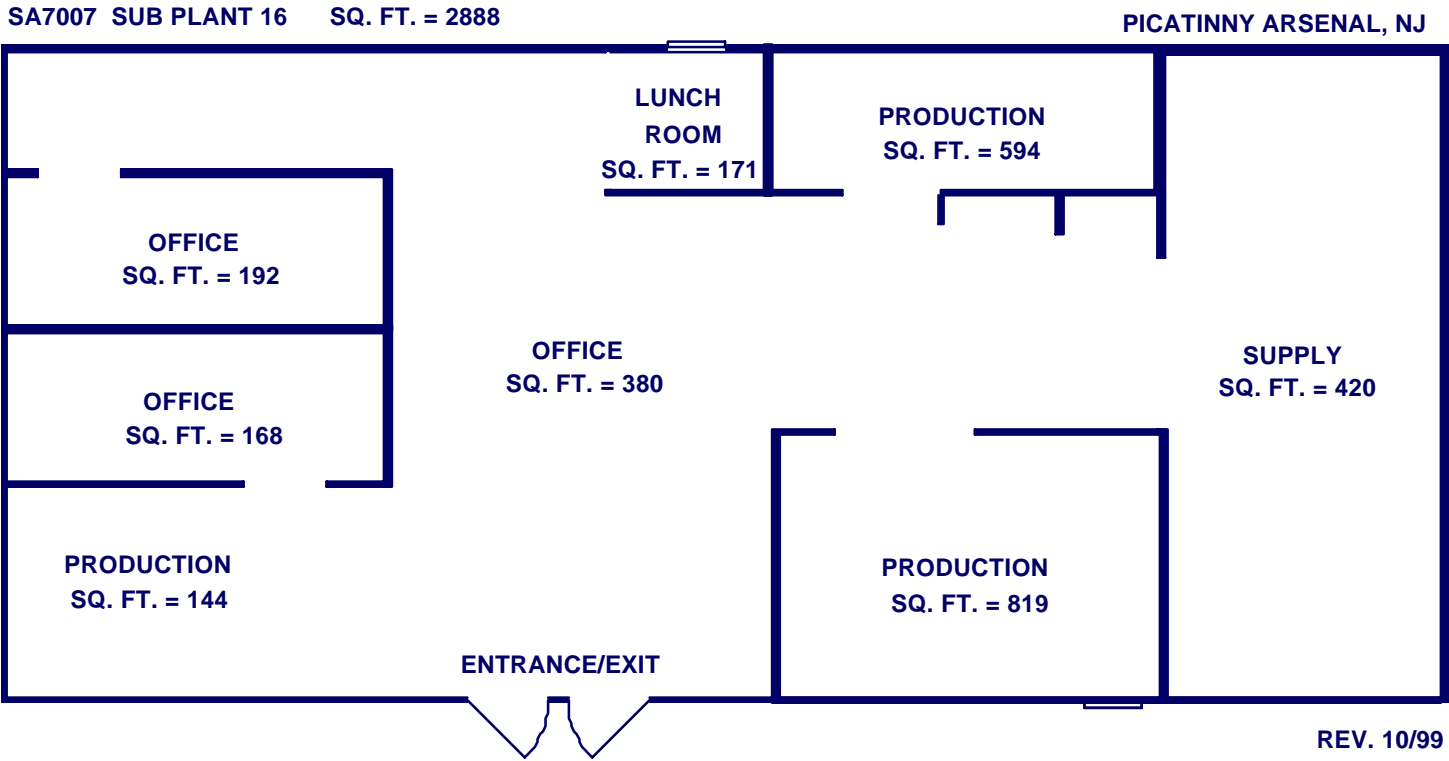 SA7007 SUB PLANT 16 SQ. FT. = 2888
PICATINNY ARSENAL, NJ
LUNCH
ROOM
SQ. FT. = 171
PRODUCTION
SQ. FT. = 594
OFFICE
SQ. FT. = 192
OFFICE
SQ. FT. = 380
SUPPLY
SQ. FT. = 420
OFFICE
SQ. FT. = 168
PRODUCTION
SQ. FT. = 144
PRODUCTION
SQ. FT. = 819
ENTRANCE/EXIT
REV. 10/99